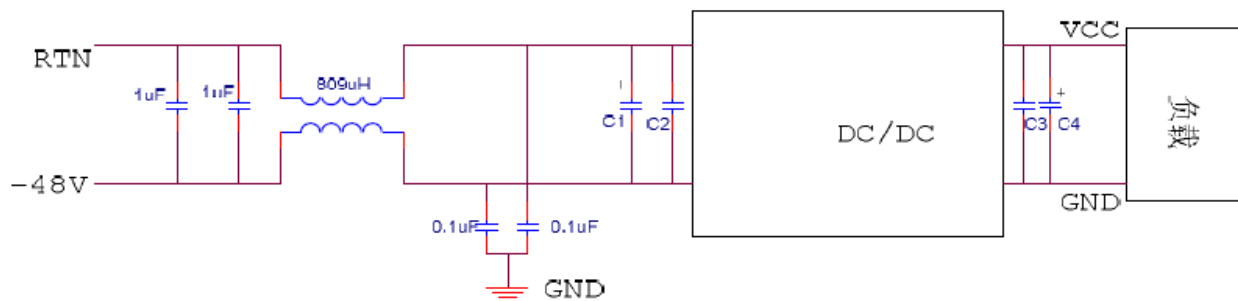 VCC
RTN
809uH
1uF
1uF
C1
C2
DC/DC
C3
C4
负载
-48V
GND
0.1uF
0.1uF
GND